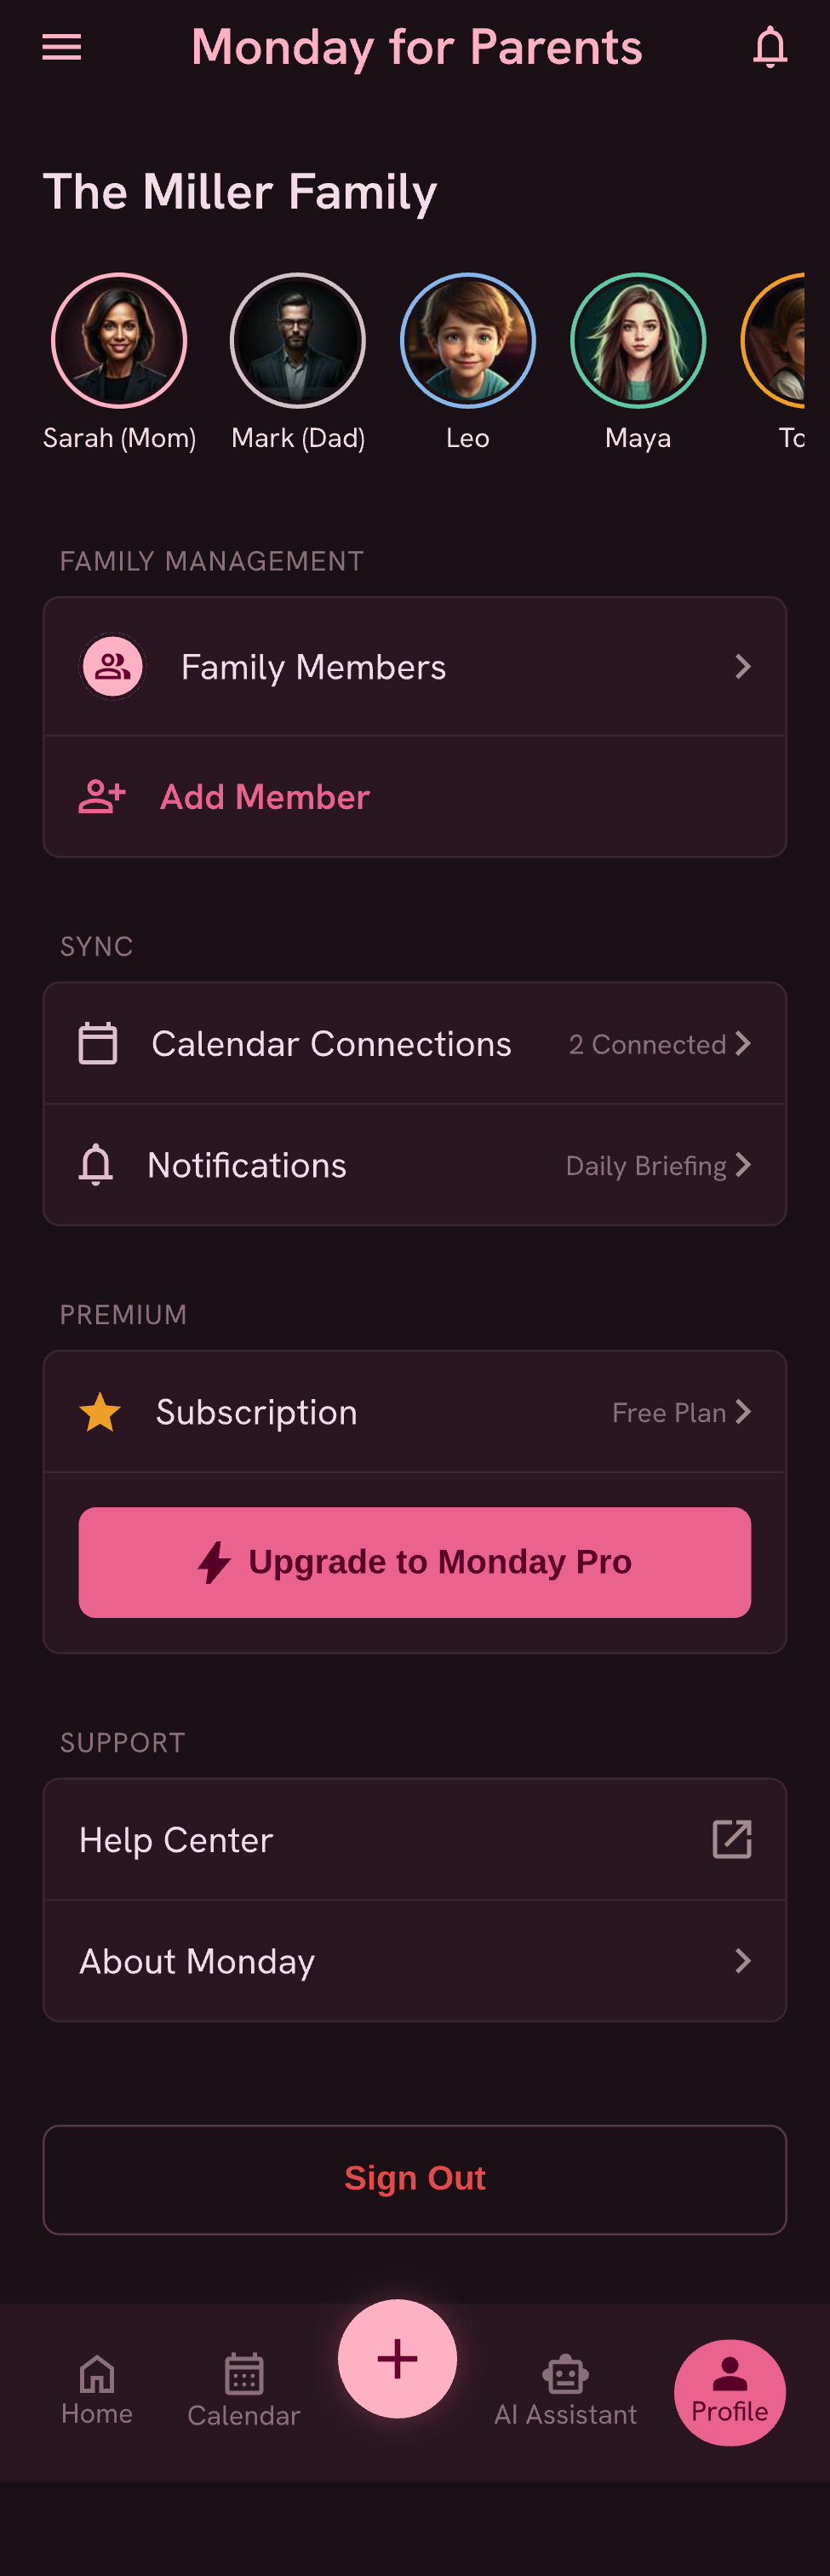 Monday for Parents
The Miller Family
Sarah (Mom)
Mark (Dad)
Leo
Maya
To
FAMILY MANAGEMENT
Family Members
Add Member
SYNC
Calendar Connections
2 Connected
Notifications
Daily Briefing
PREMIUM
Subscription
Free Plan
Upgrade to Monday Pro
SUPPORT
Help Center
About Monday
Sign Out
Home
Calendar
AI Assistant
Profile